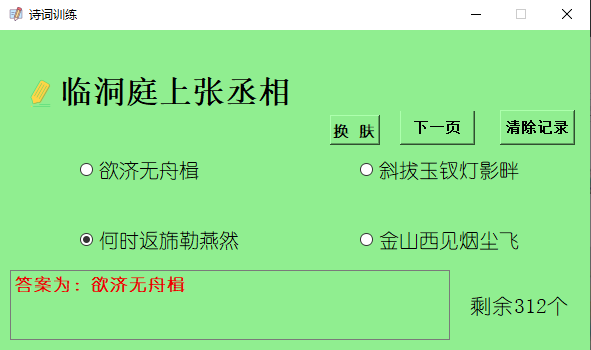 诗词训练
临洞庭上张丞相
换 肤
下一页
清除记录
欲济无舟楫
斜拔玉钗灯影畔
何时返旆勒燕然
金山西见烟尘飞
答案为：欲济无舟楫
剩余312个